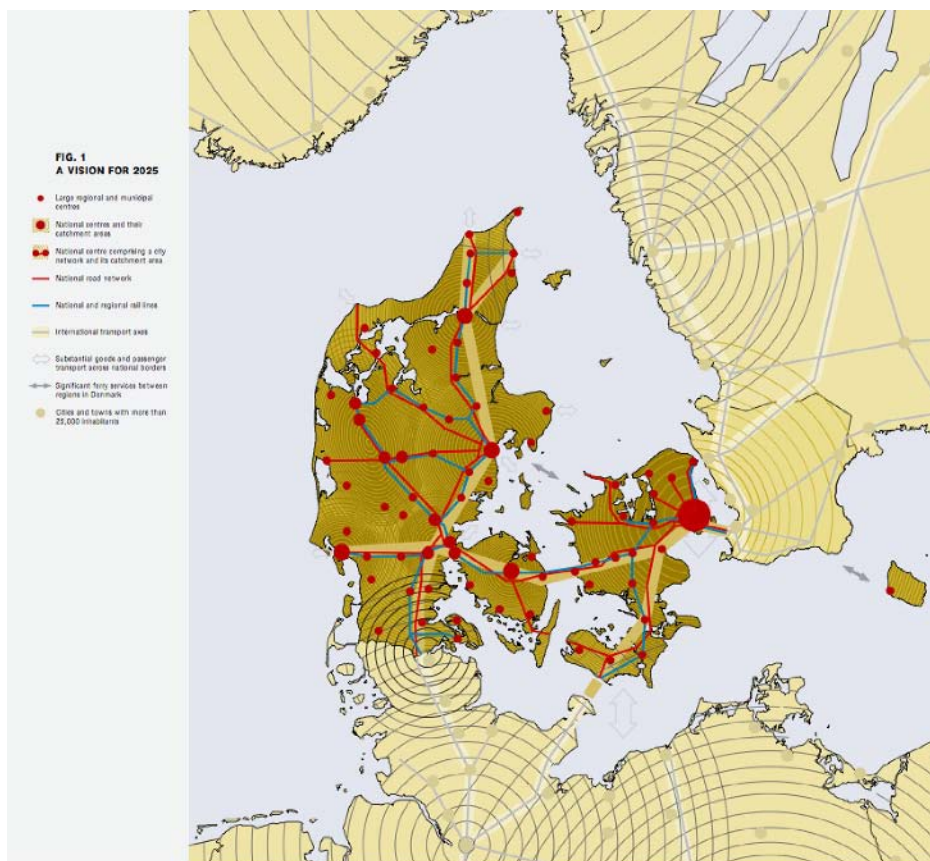 FIG. 1
A VISION FOR 2025
Large regional and municipal
centres
National centres and their
catchment areas
National centre comprising a city
network and its catchment area
National road network
National and regional rail lines
International transport axes
Substantial goods and passenger
transport across national borders
Significant ferry services between
regions in Denmark
Cities and towns with more than
20,000 inhabitants